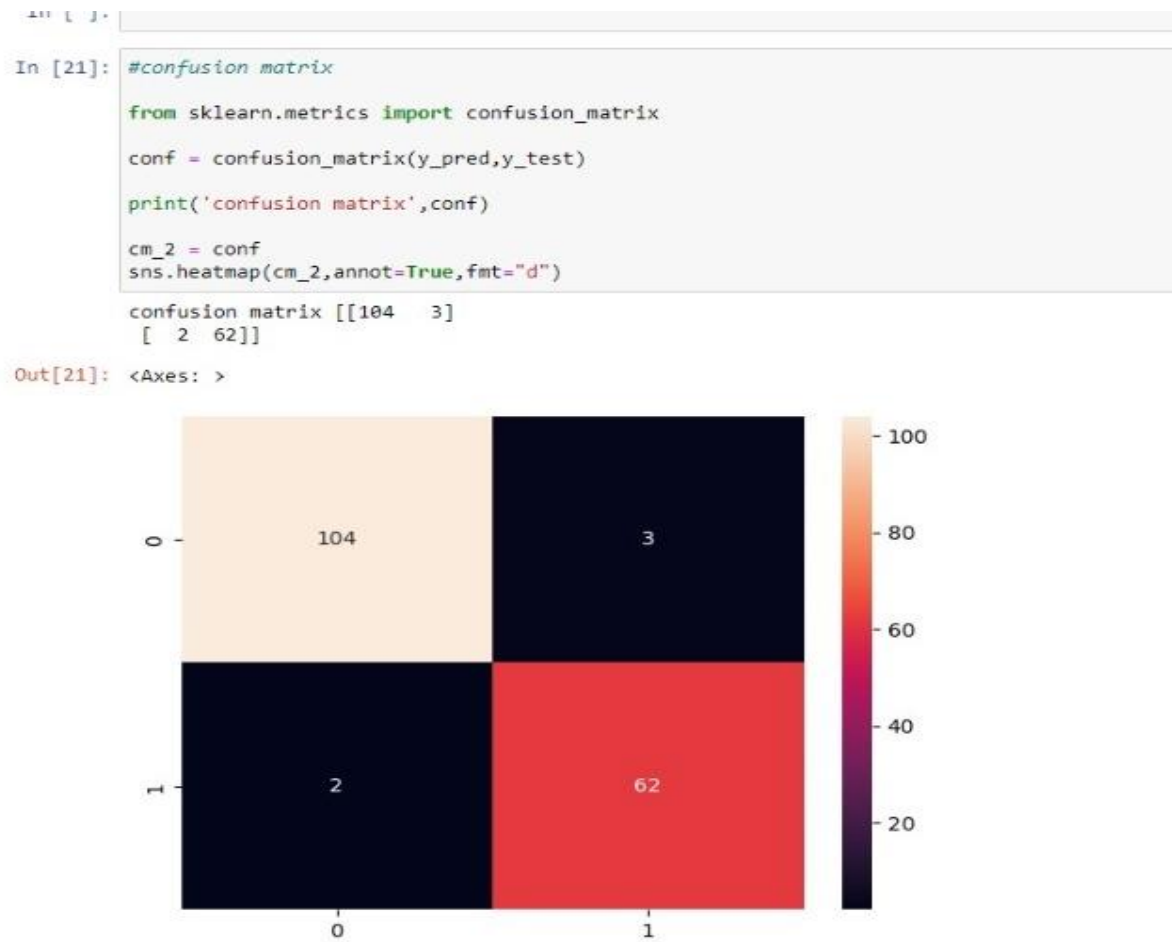 In [ ]:
In [21]: #confusion matrix
from sklearn.metrics import confusion_matrix
conf = confusion_matrix(y_pred,y_test)
print('confusion matrix',conf)
cm_2 = conf
sns.heatmap(cm_2,annot=True,fmt="d")
confusion matrix [[104   3]
 [  2  62]]
Out[21]: <Axes: >
100
0 104 3
80
60
40
1 2 62
20
0 1